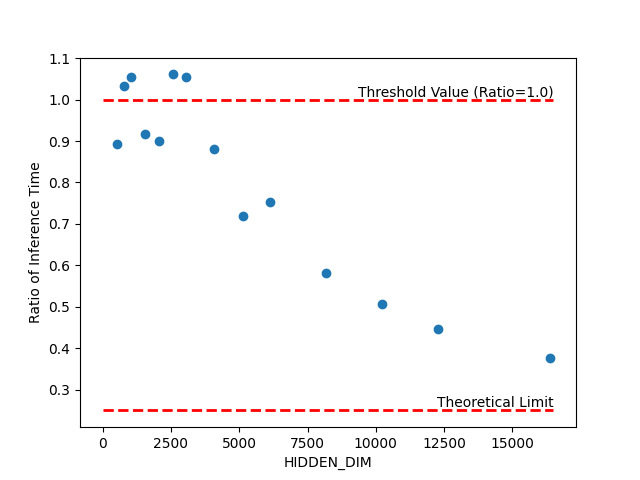 1.1
1.0
0.9
0.8
0.7
0.6
0.5
0.4
0.3
Ratio of Inference Time
Threshold Value (Ratio=1.0)
Theoretical Limit
0 2500 5000 7500 10000 12500 15000
HIDDEN_DIM